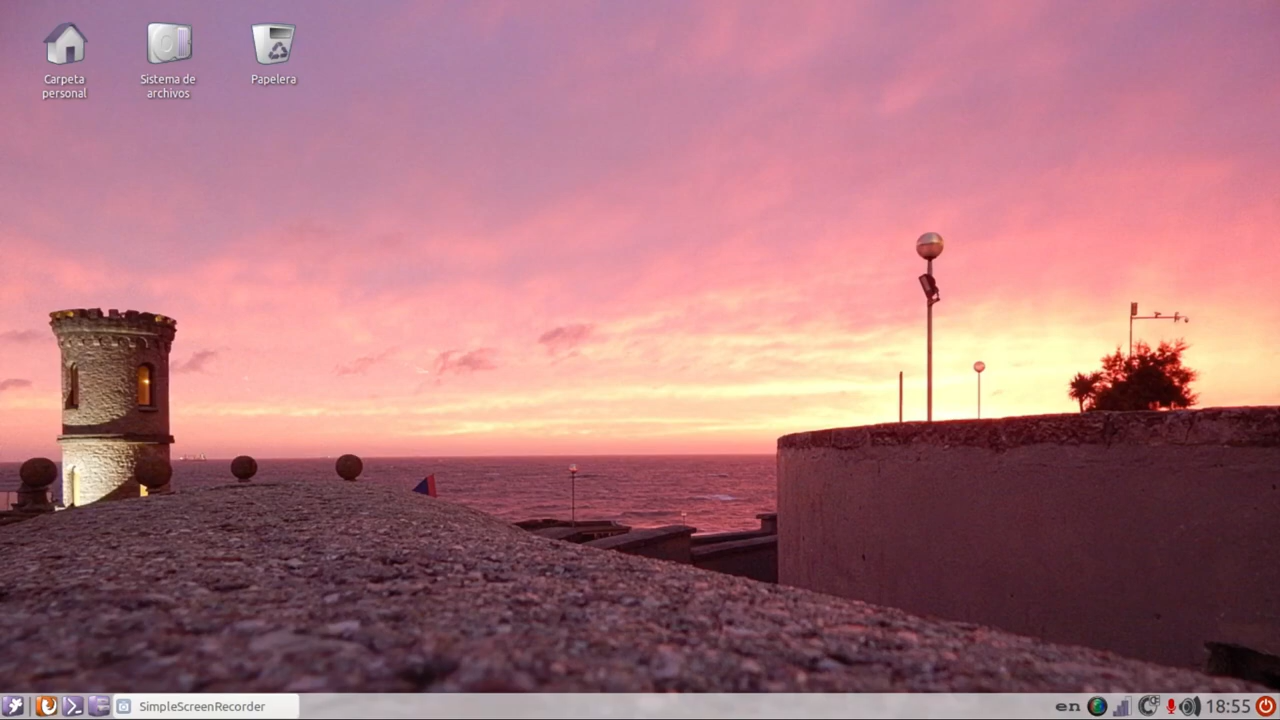 Carpeta
personal
Sistema de
archivos
Papelera
SimpleScreenRecorder
en
18:55